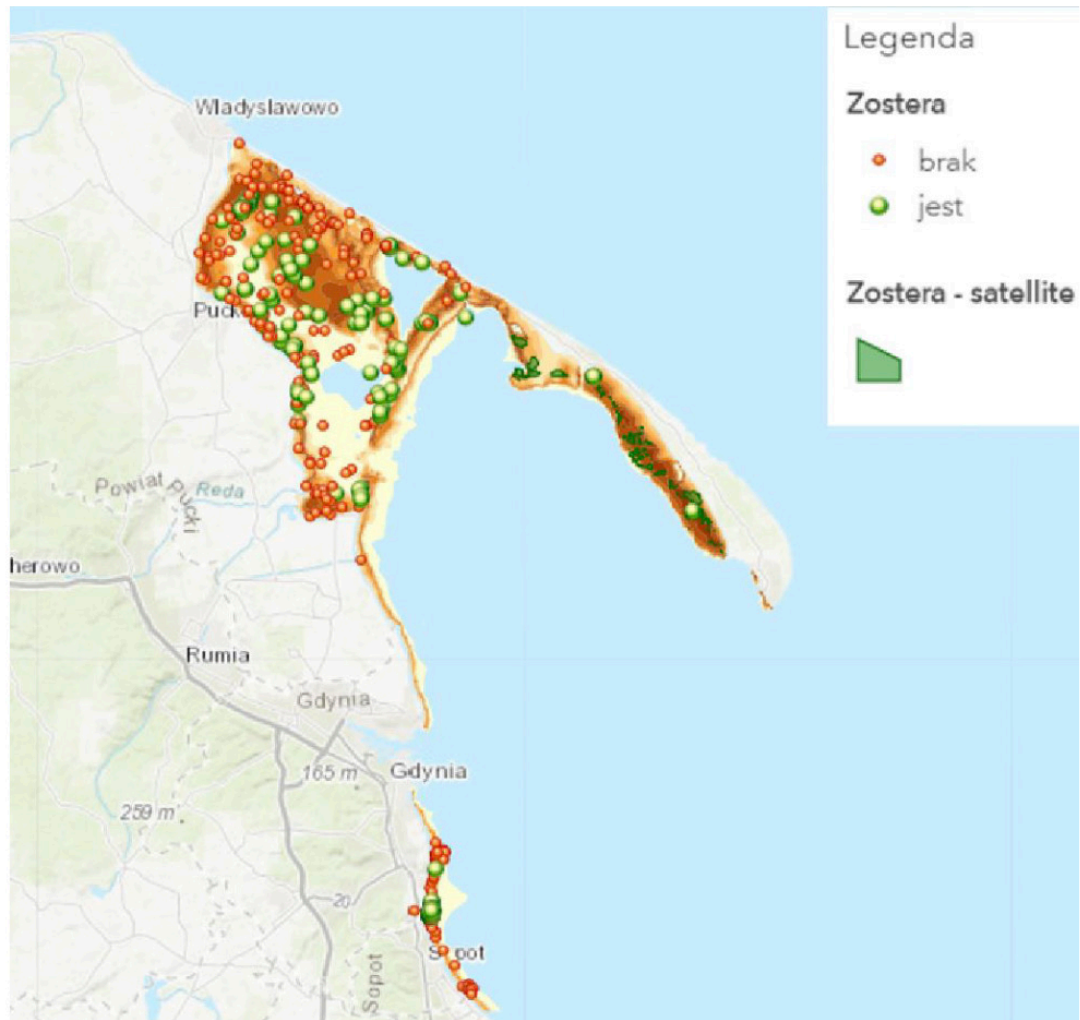 Legenda
Zostera
brak
jest
Zostera - satellite
Wladyslawowo
Puck
Powiat Pucki
Reda
herowo
Rumia
Gdynia
Gdynia
165 m
259 m
20
Sopot